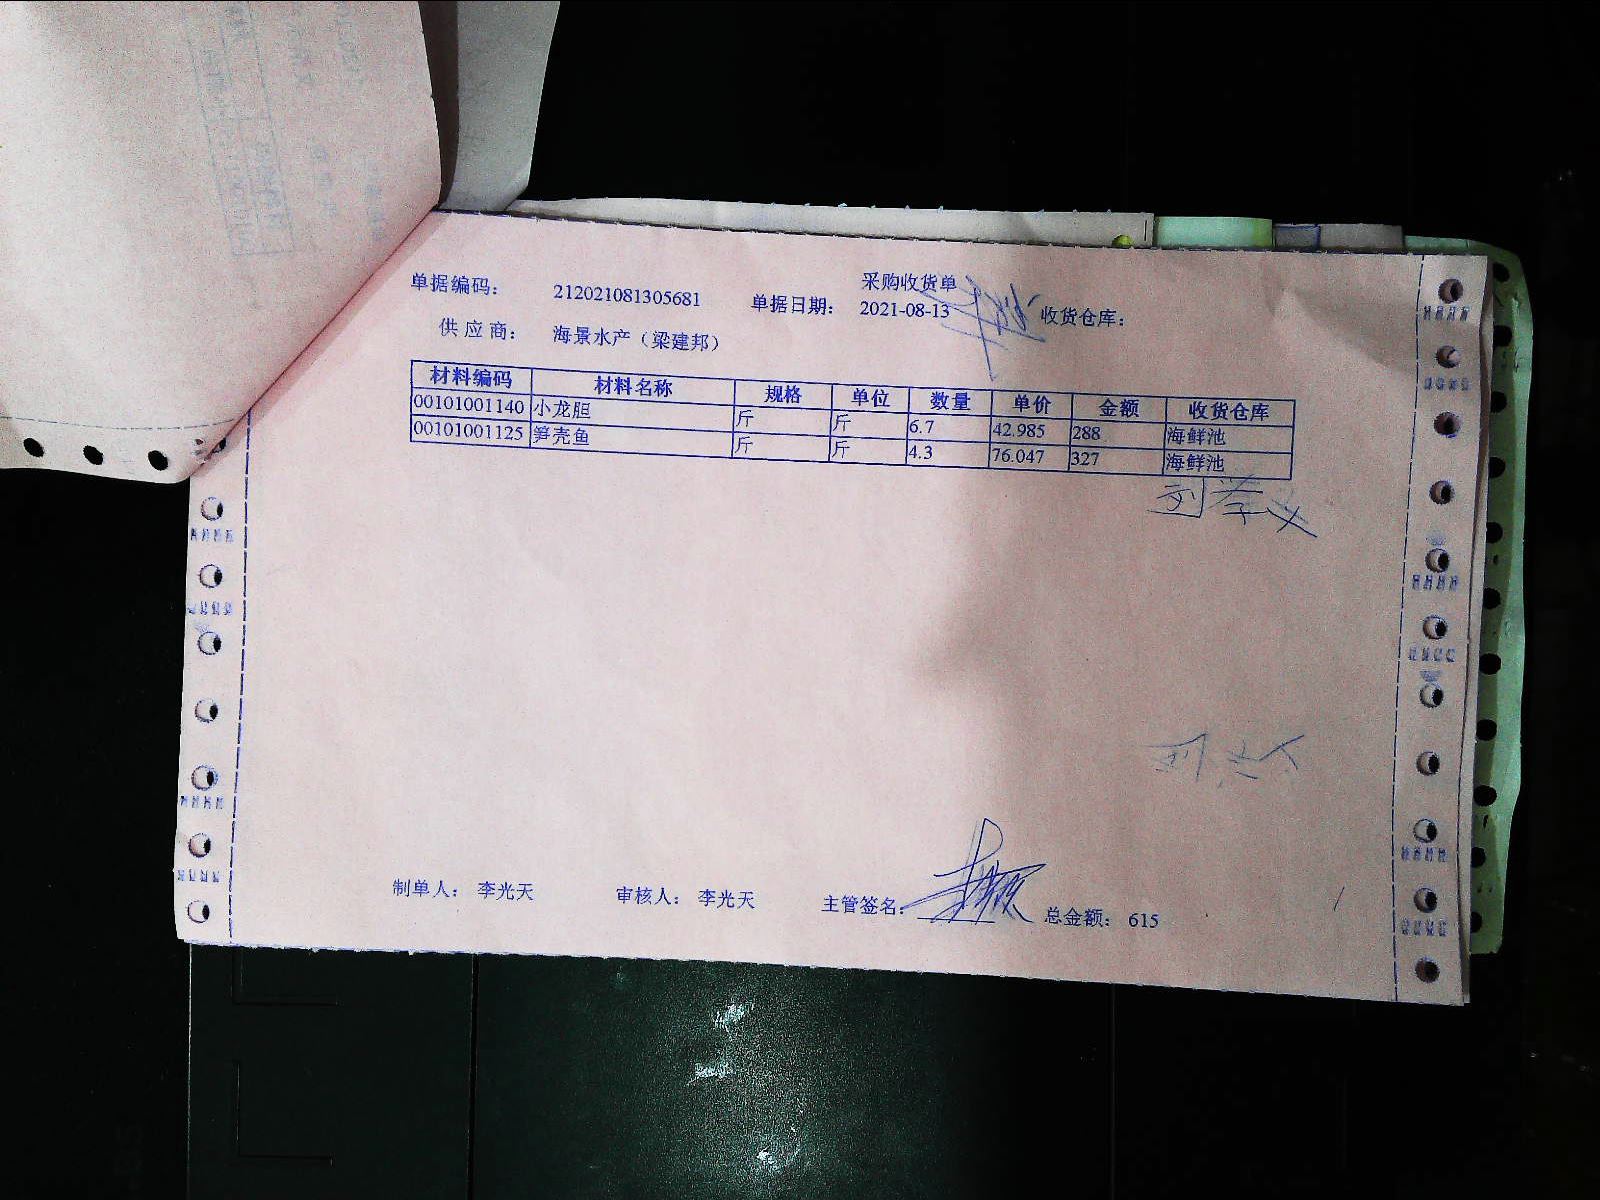 采购收货单
单据编码： 212021081305681 单据日期： 2021-08-13 收货仓库：
供应商： 海景水产（梁建邦）
材料编码 材料名称 规格 单位 数量 单价 金额 收货仓库
00101001140 小龙胆 斤 斤 6.7 42.985 288 海鲜池
00101001125 笋壳鱼 斤 斤 4.3 76.047 327 海鲜池
制单人： 李光天 审核人： 李光天 主管签名： 总金额： 615